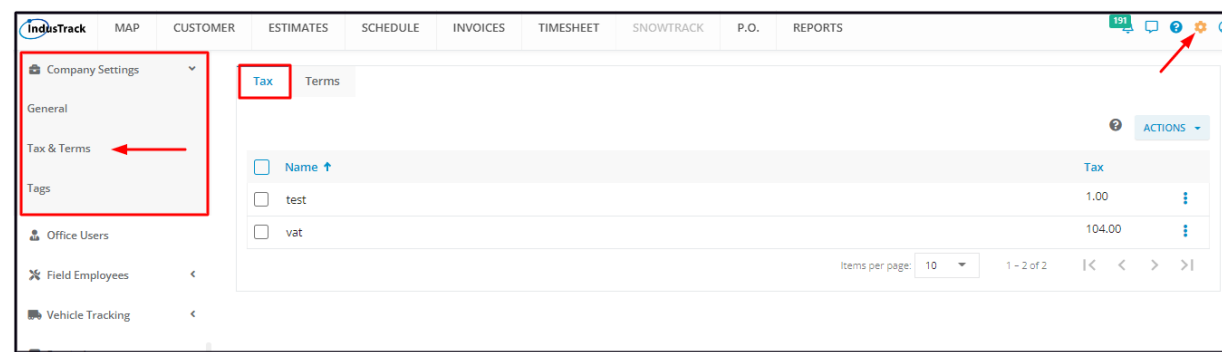 IndusTrack MAP CUSTOMER ESTIMATES SCHEDULE INVOICES TIMESHEET SNOWTRACK P.O. REPORTS 191
Company Settings
General
Tax & Terms
Tags
Office Users
Field Employees
Vehicle Tracking
Tax Terms
ACTIONS
Name Tax
test 1.00
vat 104.00
Items per page: 10 1 – 2 of 2